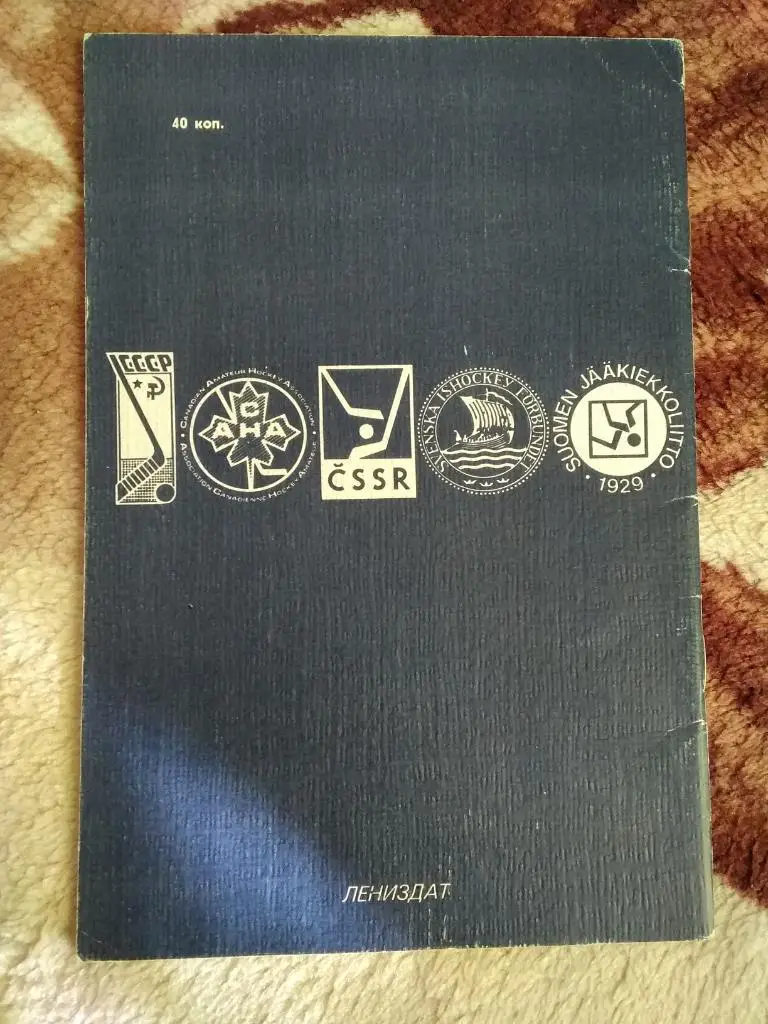 40 коп.
СССР
CANADIAN AMATEUR HOCKEY ASSOCIATION
ASSOCIATION CANADIENNE HOCKEY AMATEUR
C
AHA
ČSSR
SVENSKA ISHOCKEY FÖRBUNDET
SUOMEN JÄÄKIEKKOLIITTO
· 1929 ·
ЛЕНИЗДАТ